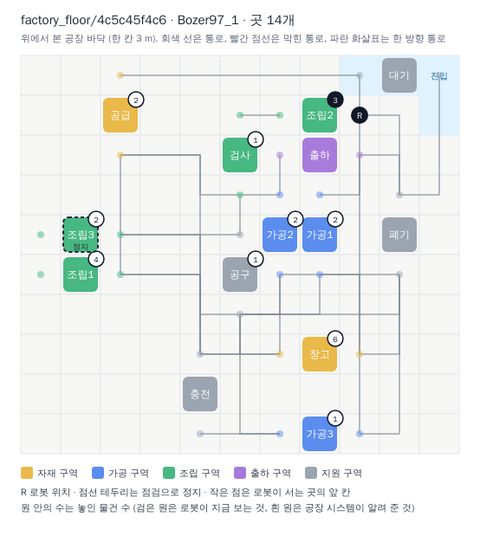 factory_floor/4c5c45f4c6 · Bozer97_1 · 곳 14개
위에서 본 공장 바닥 (한 칸 3 m). 회색 선은 통로, 빨간 점선은 막힌 통로, 파란 화살표는 한 방향 통로
대기
공급 2
조립2 3
R
검사 1
출하
조립3 2
정지
가공2 2
가공1 2
폐기
조립1 4
공구 1
창고 6
충전
가공3 1
자재 구역 가공 구역 조립 구역 출하 구역 지원 구역
R 로봇 위치 · 점선 테두리는 점검으로 정지 · 작은 점은 로봇이 서는 곳의 앞 칸
원 안의 수는 놓인 물건 수 (검은 원은 로봇이 지금 보는 것, 흰 원은 공장 시스템이 알려 준 것)